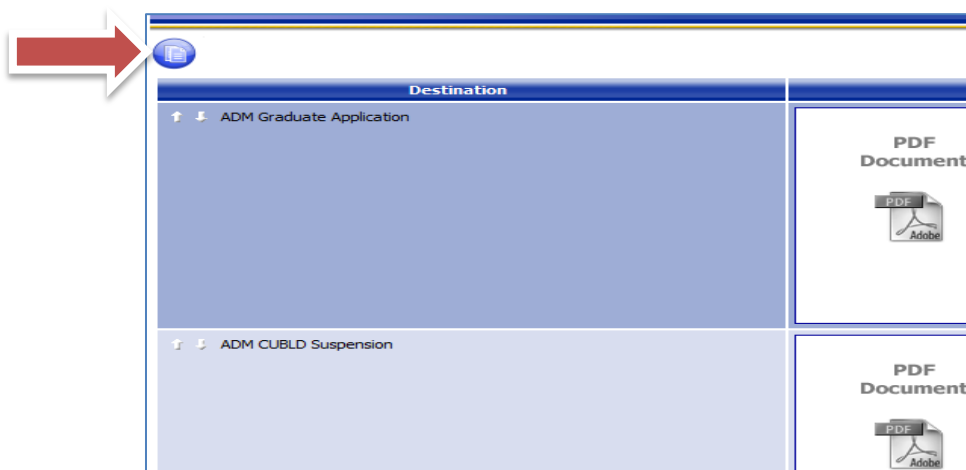 Destination
ADM Graduate Application
PDF
Document
PDF
Adobe
ADM CUBLD Suspension
PDF
Document
PDF
Adobe